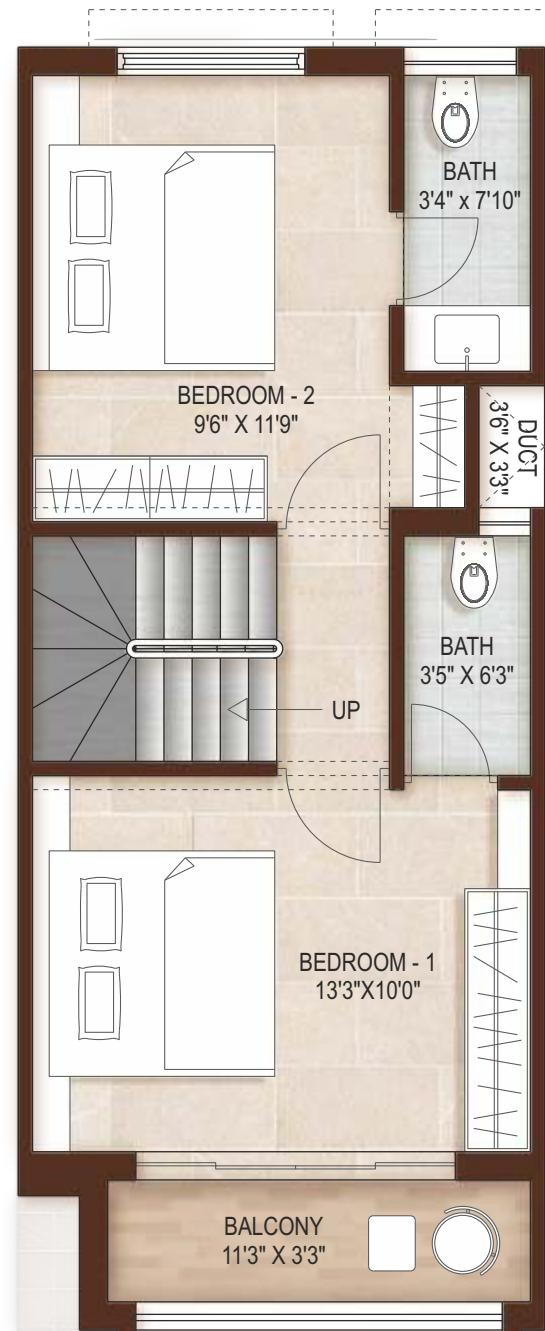 BATH
3'4" x 7'10"
BEDROOM - 2
9'6" X 11'9"
DUCT
3'6" X 3'3"
BATH
3'5" X 6'3"
UP
BEDROOM - 1
13'3"X10'0"
BALCONY
11'3" X 3'3"